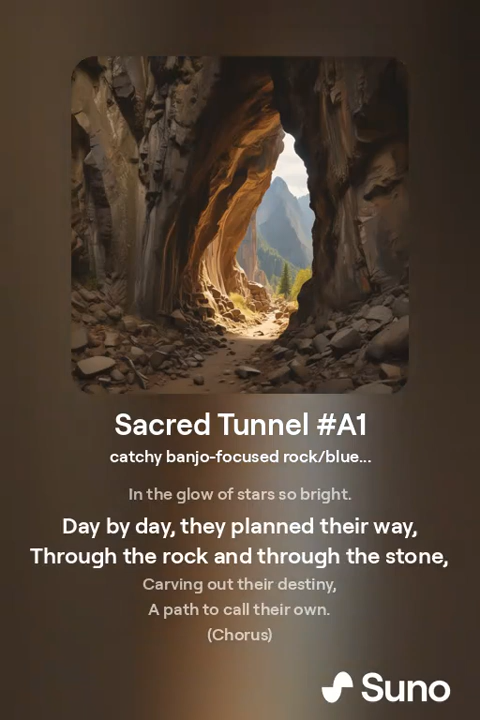 Sacred Tunnel #A1
catchy banjo-focused rock/blue...
In the glow of stars so bright.
Day by day, they planned their way,
Through the rock and through the stone,
Carving out their destiny,
A path to call their own.
(Chorus)
Suno